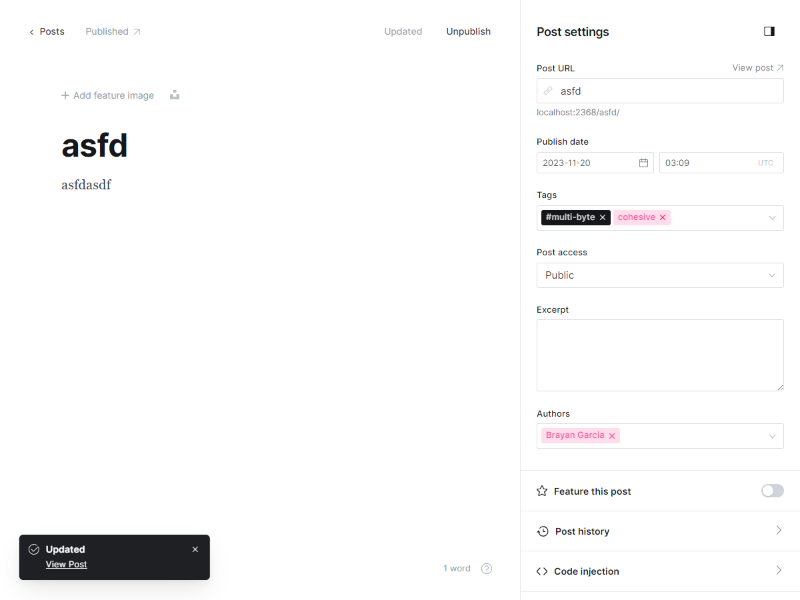 Posts
Published
Updated
Unpublish
Add feature image
asfd
asfdasdf
Updated
View Post
1 word
Post settings
Post URL
View post
asfd
localhost:2368/asfd/
Publish date
2023-11-20
03:09
UTC
Tags
#multi-byte
cohesive
Post access
Public
Excerpt
Authors
Brayan Garcia
Feature this post
Post history
Code injection